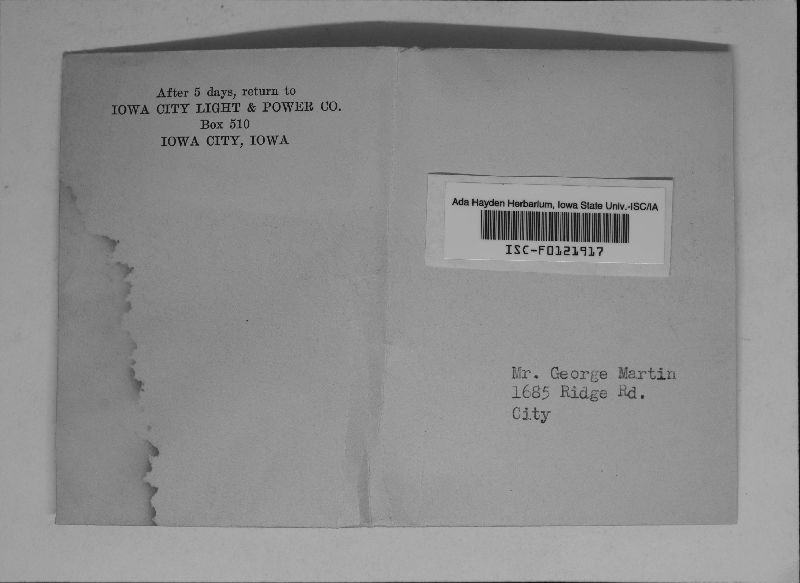 After 5 days, return to
IOWA CITY LIGHT & POWER CO.
Box 510
IOWA CITY, IOWA
Ada Hayden Herbarium, Iowa State Univ.-ISC/IA
ISC-F0121917
Mr. George Martin
1685 Ridge Rd.
City